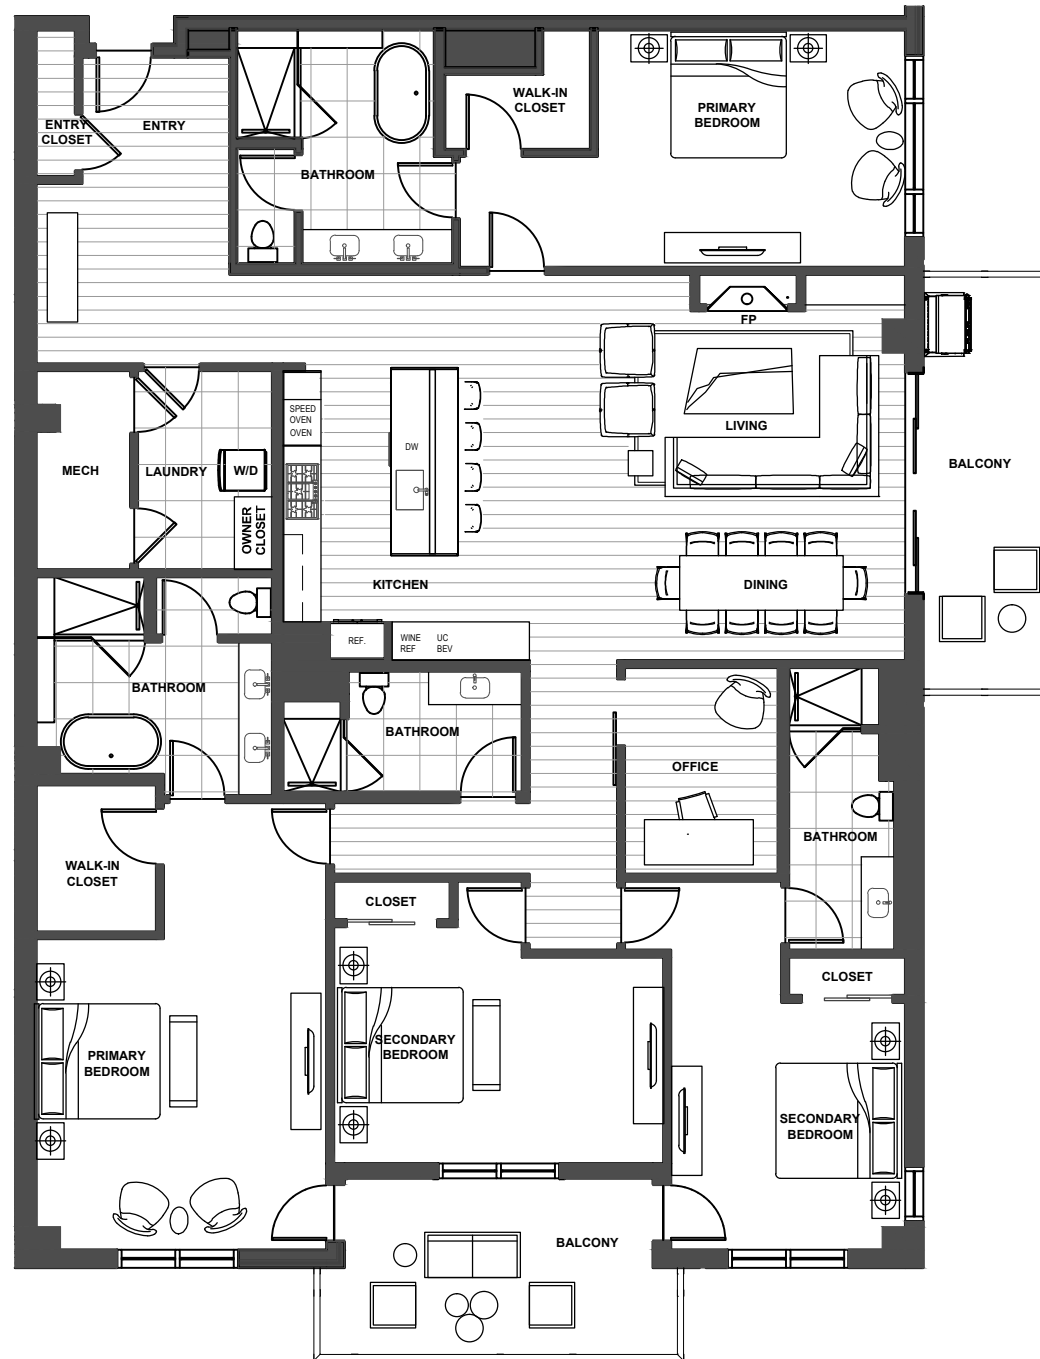 ENTRY
CLOSET
ENTRY
BATHROOM
WALK-IN
CLOSET
PRIMARY
BEDROOM
FP
LIVING
BALCONY
SPEED
OVEN
OVEN
DW
MECH
LAUNDRY
W/D
OWNER
CLOSET
KITCHEN
DINING
REF.
WINE
REF
UC
BEV
BATHROOM
BATHROOM
OFFICE
BATHROOM
WALK-IN
CLOSET
CLOSET
CLOSET
PRIMARY
BEDROOM
SECONDARY
BEDROOM
SECONDARY
BEDROOM
BALCONY